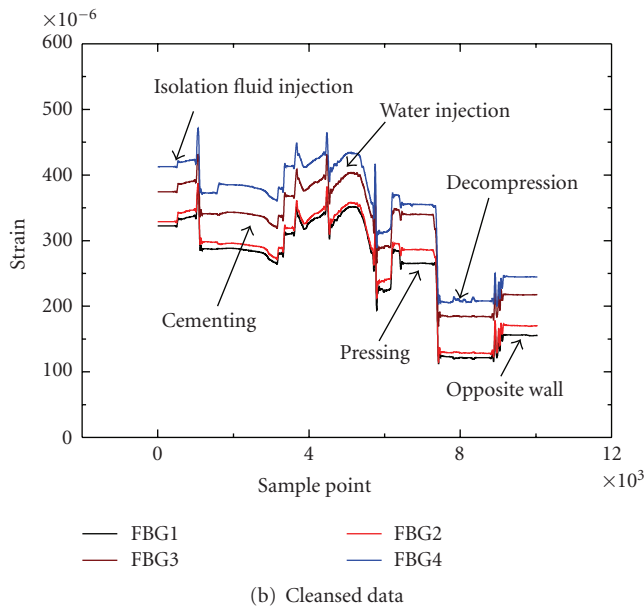 ×10−6
600
Isolation fluid injection
500
Water injection
400
Decompression
300
Strain
200
Cementing
Pressing
100
Opposite wall
0
0 4 8 12
Sample point ×103
FBG1 FBG2
FBG3 FBG4
(b) Cleansed data